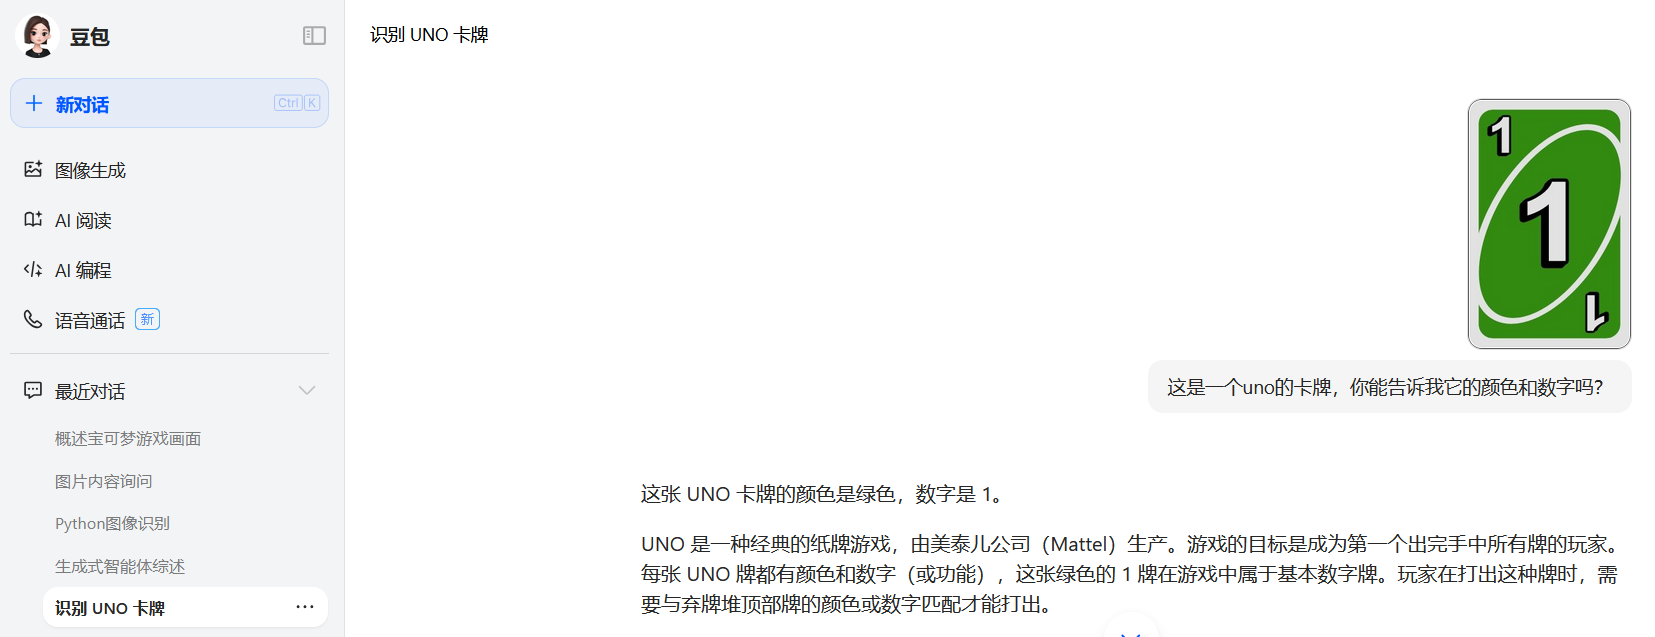 豆包
新对话
Ctrl K
图像生成
AI 阅读
AI 编程
语音通话 新
最近对话
概述宝可梦游戏画面
图片内容询问
Python图像识别
生成式智能体综述
识别 UNO 卡牌 ···
识别 UNO 卡牌
1
1
1
这是一个uno的卡牌，你能告诉我它的颜色和数字吗？
这张 UNO 卡牌的颜色是绿色，数字是 1。
UNO 是一种经典的纸牌游戏，由美泰儿公司（Mattel）生产。游戏的目标是成为第一个出完手中所有牌的玩家。
每张 UNO 牌都有颜色和数字（或功能），这张绿色的 1 牌在游戏中属于基本数字牌。玩家在打出这种牌时，需
要与弃牌堆顶部牌的颜色或数字匹配才能打出。